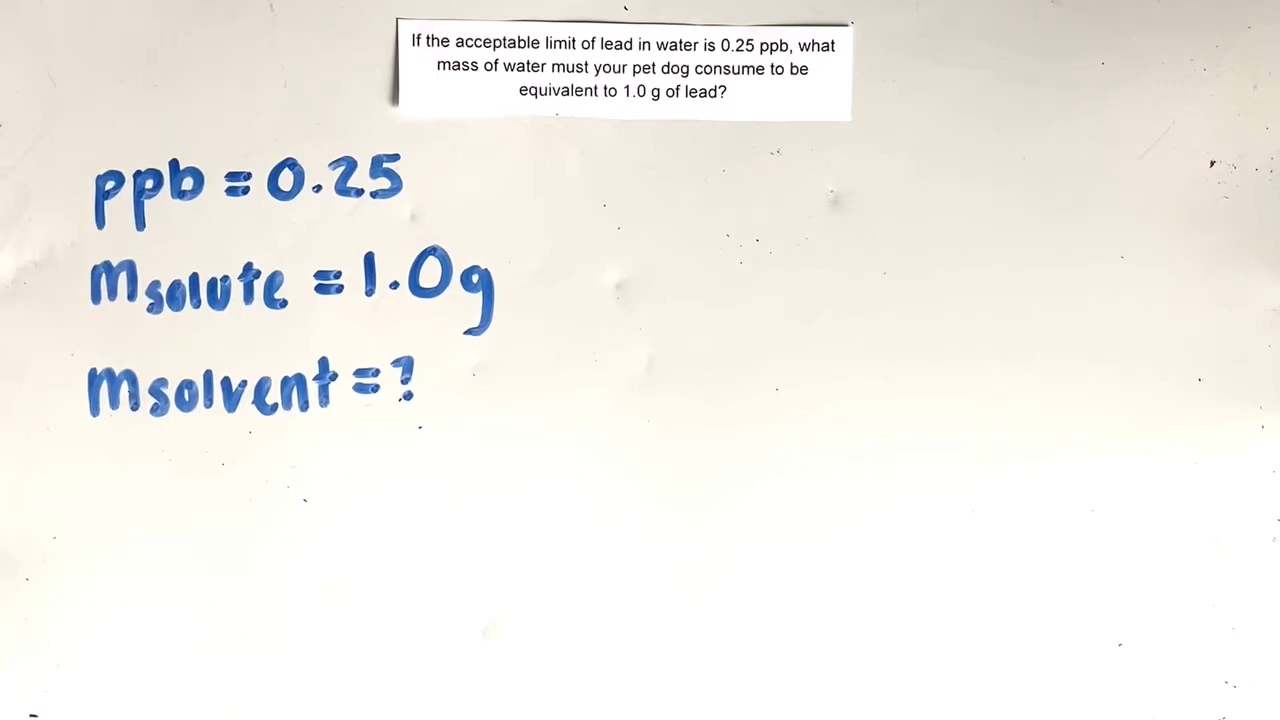 If the acceptable limit of lead in water is 0.25 ppb, what
mass of water must your pet dog consume to be
equivalent to 1.0 g of lead?
ppb = 0.25
msolute = 1.0g
msolvent = ?